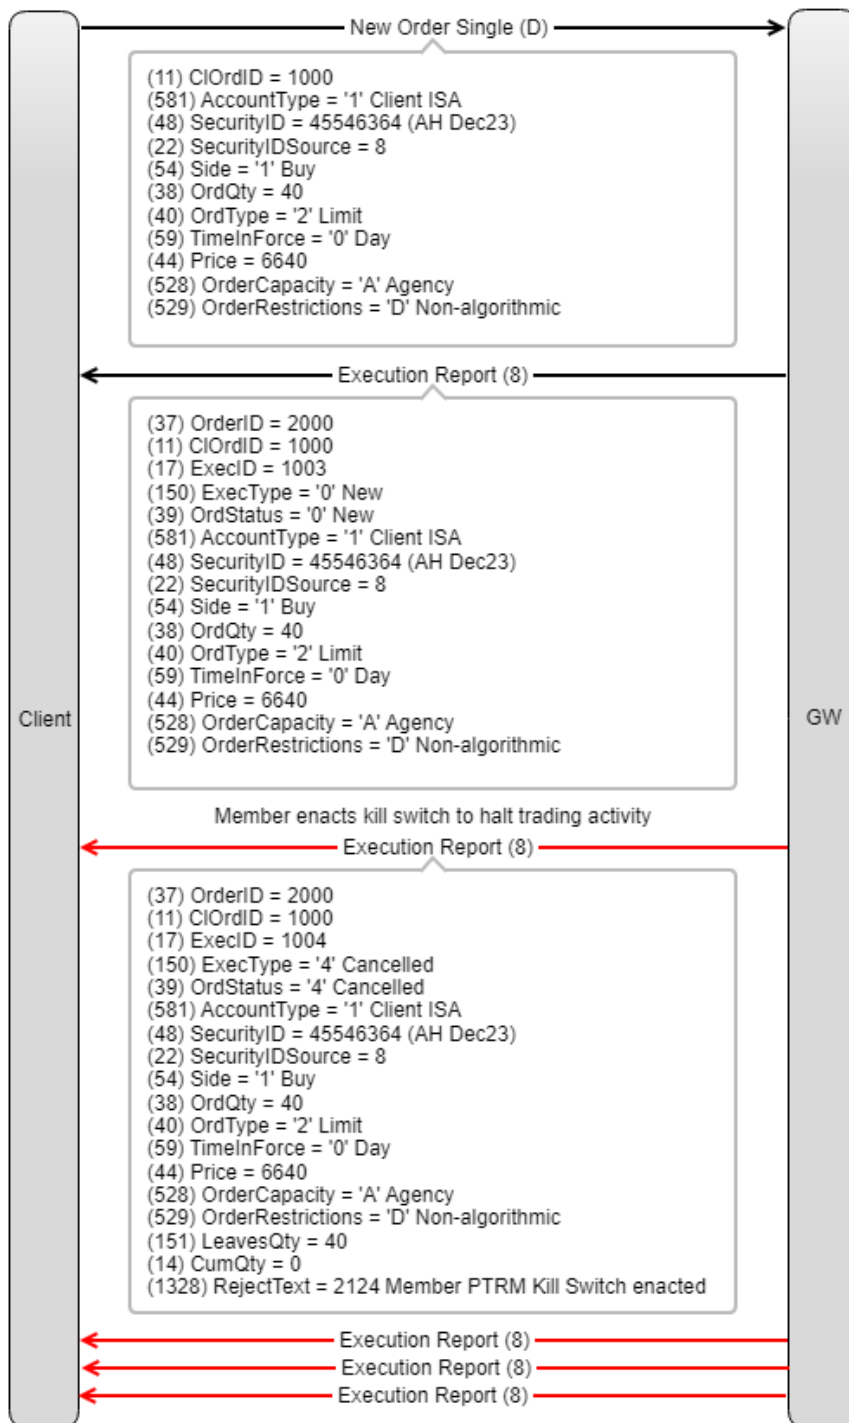 New Order Single (D)
(11) ClOrdID = 1000
(581) AccountType = '1' Client ISA
(48) SecurityID = 45546364 (AH Dec23)
(22) SecurityIDSource = 8
(54) Side = '1' Buy
(38) OrdQty = 40
(40) OrdType = '2' Limit
(59) TimeInForce = '0' Day
(44) Price = 6640
(528) OrderCapacity = 'A' Agency
(529) OrderRestrictions = 'D' Non-algorithmic
Execution Report (8)
(37) OrderID = 2000
(11) ClOrdID = 1000
(17) ExecID = 1003
(150) ExecType = '0' New
(39) OrdStatus = '0' New
(581) AccountType = '1' Client ISA
(48) SecurityID = 45546364 (AH Dec23)
(22) SecurityIDSource = 8
(54) Side = '1' Buy
(38) OrdQty = 40
(40) OrdType = '2' Limit
(59) TimeInForce = '0' Day
(44) Price = 6640
(528) OrderCapacity = 'A' Agency
(529) OrderRestrictions = 'D' Non-algorithmic
Client
GW
Member enacts kill switch to halt trading activity
Execution Report (8)
(37) OrderID = 2000
(11) ClOrdID = 1000
(17) ExecID = 1004
(150) ExecType = '4' Cancelled
(39) OrdStatus = '4' Cancelled
(581) AccountType = '1' Client ISA
(48) SecurityID = 45546364 (AH Dec23)
(22) SecurityIDSource = 8
(54) Side = '1' Buy
(38) OrdQty = 40
(40) OrdType = '2' Limit
(59) TimeInForce = '0' Day
(44) Price = 6640
(528) OrderCapacity = 'A' Agency
(529) OrderRestrictions = 'D' Non-algorithmic
(151) LeavesQty = 40
(14) CumQty = 0
(1328) RejectText = 2124 Member PTRM Kill Switch enacted
Execution Report (8)
Execution Report (8)
Execution Report (8)